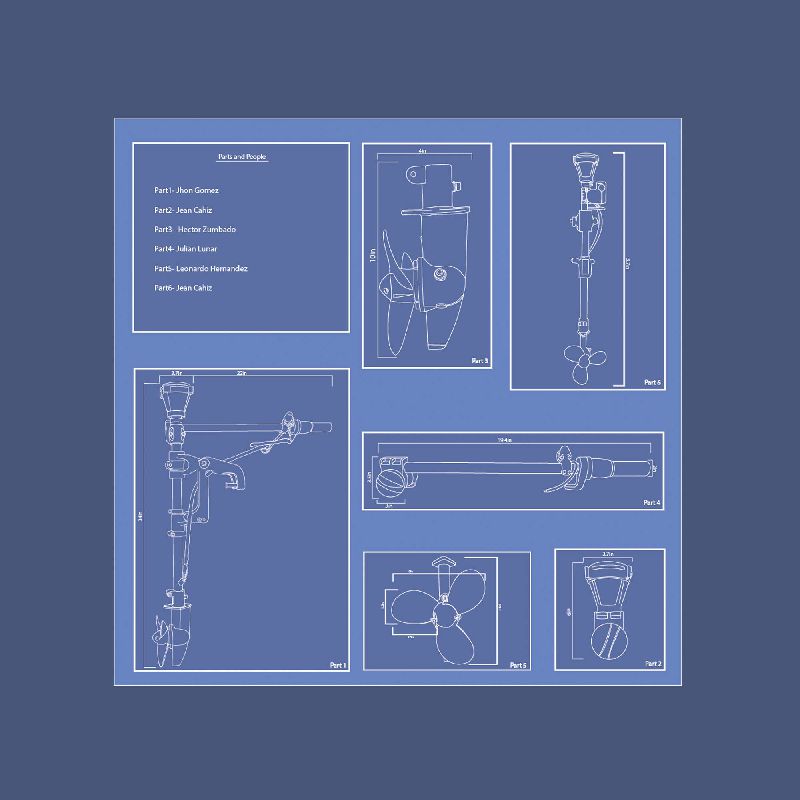 Parts and People
Part1- Jhon Gomez
Part2- Jean Cahiz
Part3- Hector Zumbado
Part4- Julian Lunar
Part5- Leonardo Hernandez
Part6- Jean Cahiz
4in
10in
Part 3
Part 6
3.7in
22in
Part 1
19.4in
Part 4
Part 5
3.7in
Part 2